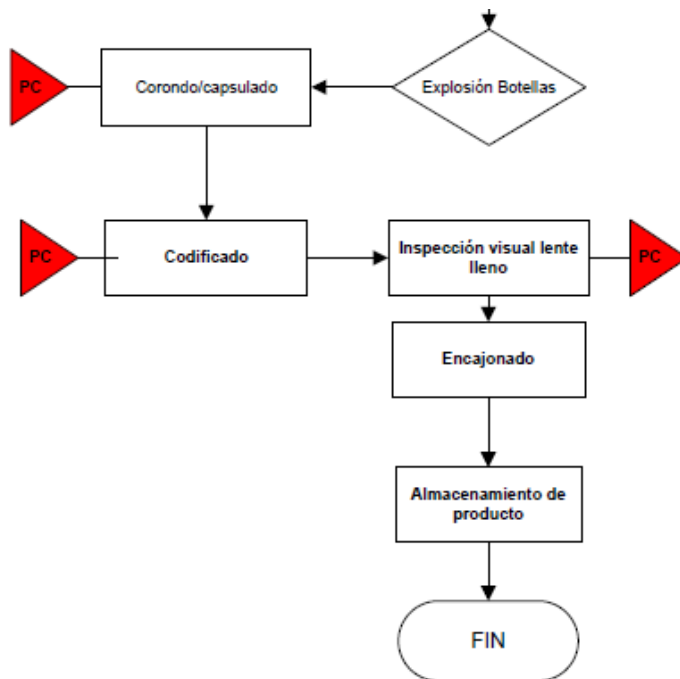 PC
Corondo/capsulado
Explosión Botellas
PC
Codificado
Inspección visual lente
lleno
PC
Encajonado
Almacenamiento de
producto
FIN